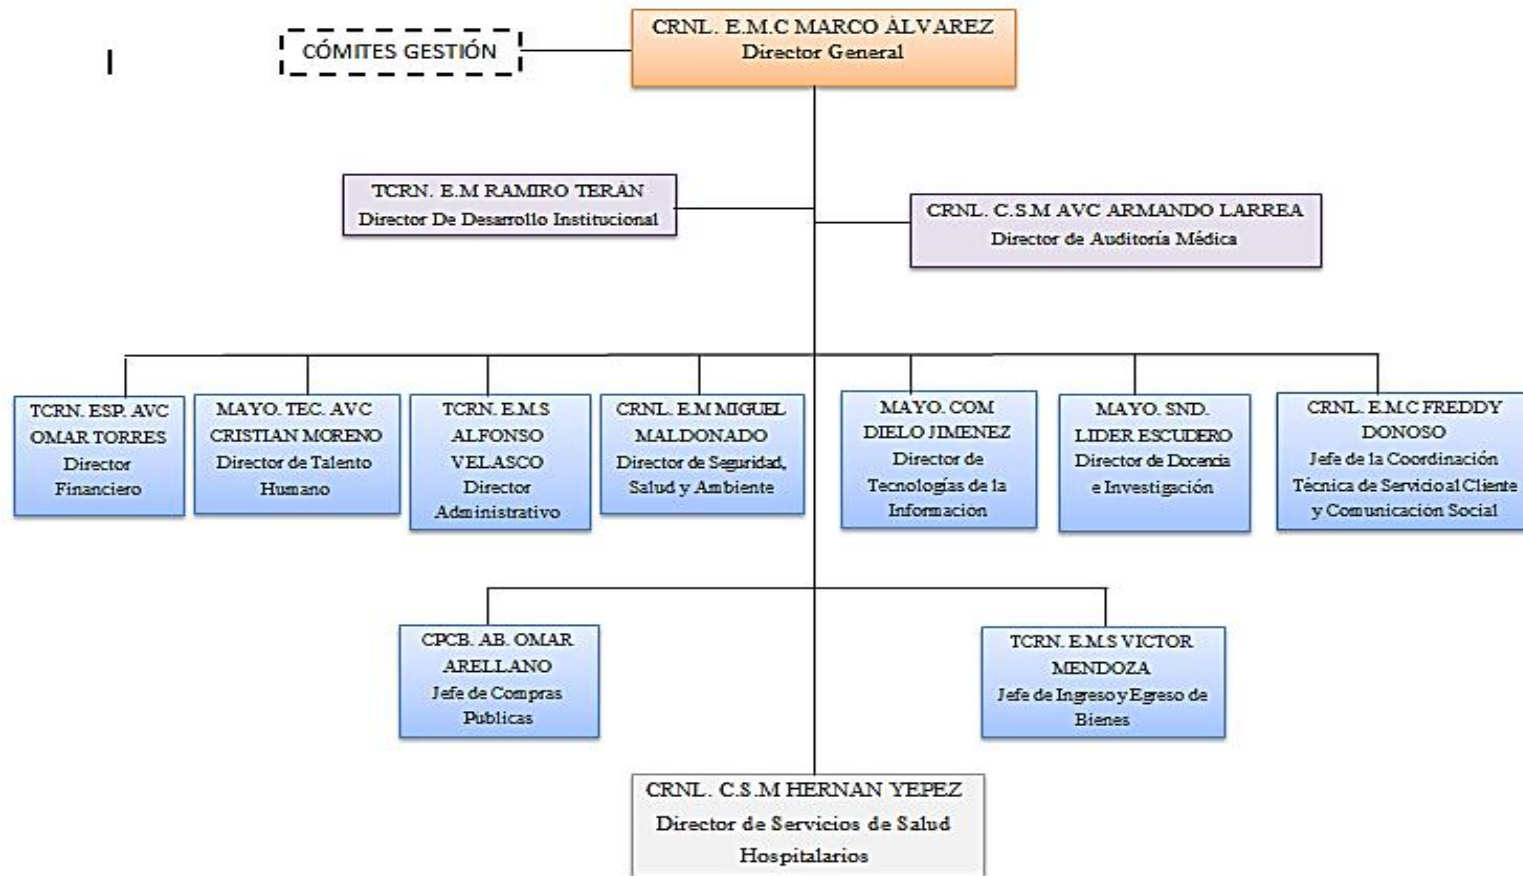 CRNL. E.M.C MARCO ÁLVAREZ
Director General
CÓMITES GESTIÓN
TCRN. E.M RAMIRO TERÁN
Director De Desarrollo Institucional
CRNL. C.S.M AVC ARMANDO LARREA
Director de Auditoría Médica
TCRN. ESP. AVC
OMAR TORRES
Director
Financiero
MAYO. TEC. AVC
CRISTIAN MORENO
Director de Talento
Humano
TCRN. E.M.S
ALFONSO
VELASCO
Director
Administrativo
CRNL. E.M MIGUEL
MALDONADO
Director de Seguridad,
Salud y Ambiente
MAYO. COM
DIELO JIMENEZ
Director de
Tecnologías de la
Información
MAYO. SND.
LIDER ESCUDERO
Director de Docencia
e Investigación
CRNL. E.M.C FREDDY
DONOSO
Jefe de la Coordinación
Técnica de Servicio al Cliente
y Comunicación Social
CPCB. AB. OMAR
ARELLANO
Jefe de Compras
Publicas
TCRN. E.M.S VICTOR
MENDOZA
Jefe de Ingreso y Egreso de
Bienes
CRNL. C.S.M HERNAN YEPEZ
Director de Servicios de Salud
Hospitalarios